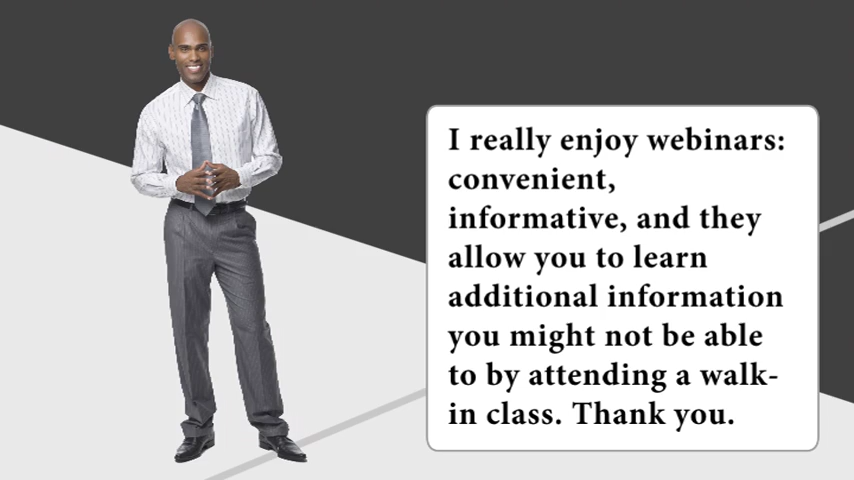 I really enjoy webinars:
convenient,
informative, and they
allow you to learn
additional information
you might not be able
to by attending a walk-
in class. Thank you.